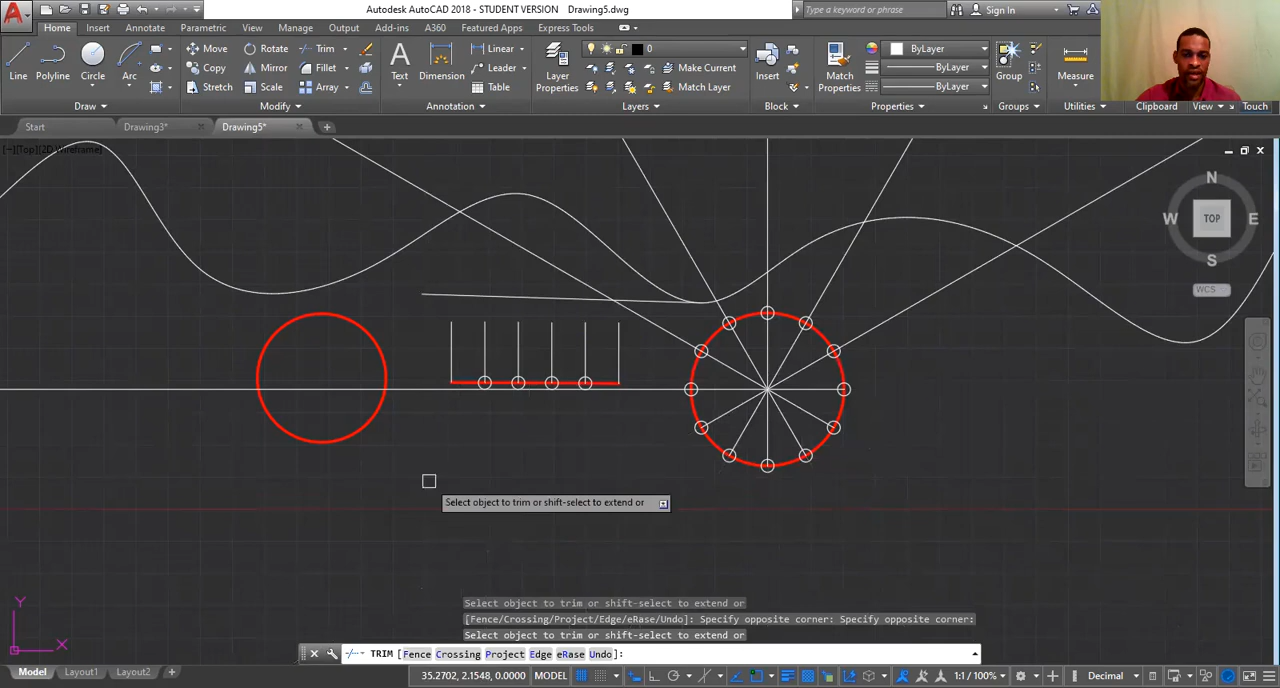 Autodesk AutoCAD 2018 - STUDENT VERSION Drawing5.dwg
Type a keyword or phrase
Sign In
Home Insert Annotate Parametric View Manage Output Add-ins A360 Featured Apps Express Tools
Line Polyline Circle Arc
Move Rotate Trim
Copy Mirror Fillet
Stretch Scale Array
Text Dimension
Linear
Leader
Table
Layer Properties
0
Make Current
Match Layer
Insert
Match Properties
ByLayer
ByLayer
ByLayer
Group
Measure
Draw Modify Annotation Layers Block Properties Groups Utilities Clipboard View Touch
Start Drawing3* Drawing5*
[−][Top][2D Wireframe]
N
W TOP E
S
WCS
Select object to trim or shift-select to extend or
Y
X
Select object to trim or shift-select to extend or
[Fence/Crossing/Project/Edge/eRase/Undo]: Specify opposite corner: Specify opposite corner:
Select object to trim or shift-select to extend or
TRIM [Fence Crossing Project Edge eRase Undo]:
Model Layout1 Layout2
35.2702, 2.1548, 0.0000 MODEL
1:1 / 100%
Decimal